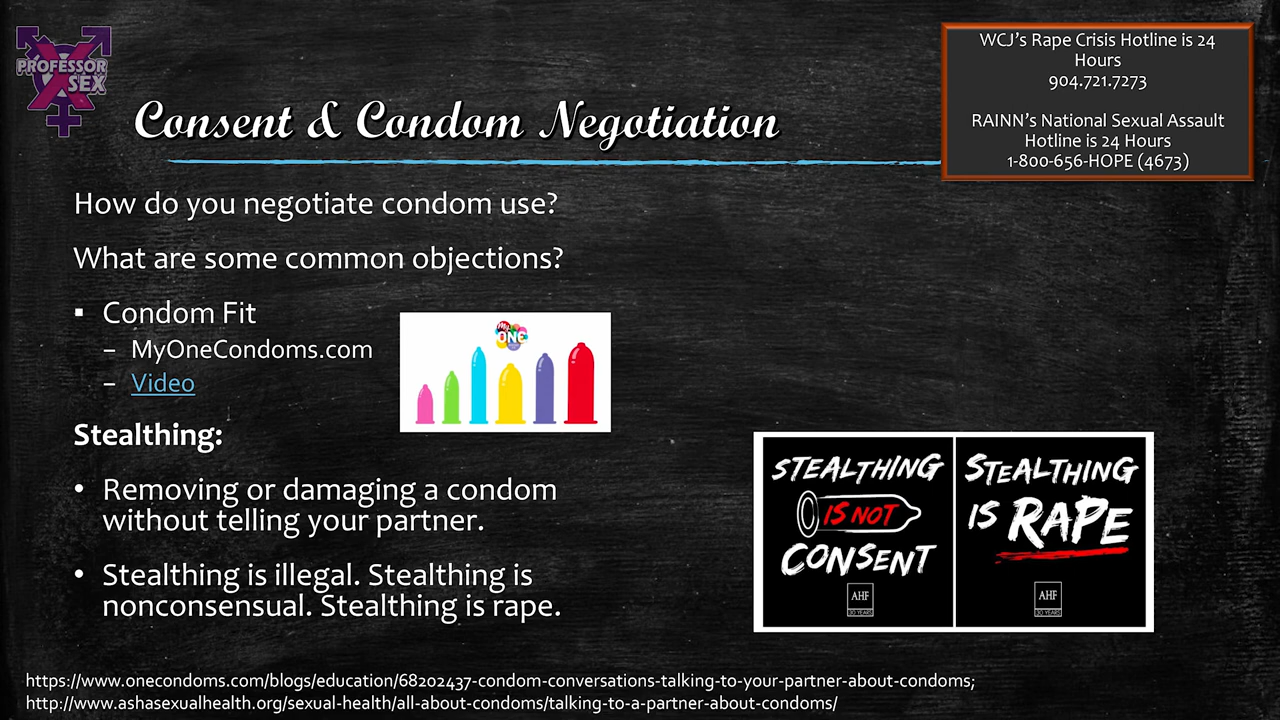 PROFESSOR
SEX
Consent & Condom Negotiation
WCJ's Rape Crisis Hotline is 24
Hours
904.721.7273
RAINN's National Sexual Assault
Hotline is 24 Hours
1-800-656-HOPE (4673)
How do you negotiate condom use?
What are some common objections?
▪ Condom Fit
– MyOneCondoms.com
– Video
My
ONE
Stealthing:
• Removing or damaging a condom
without telling your partner.
• Stealthing is illegal. Stealthing is
nonconsensual. Stealthing is rape.
STEALTHING
IS NOT
CONSENT
AHF
30 YEARS
STEALTHING
IS RAPE
AHF
30 YEARS
https://www.onecondoms.com/blogs/education/68202437-condom-conversations-talking-to-your-partner-about-condoms;
http://www.ashasexualhealth.org/sexual-health/all-about-condoms/talking-to-a-partner-about-condoms/